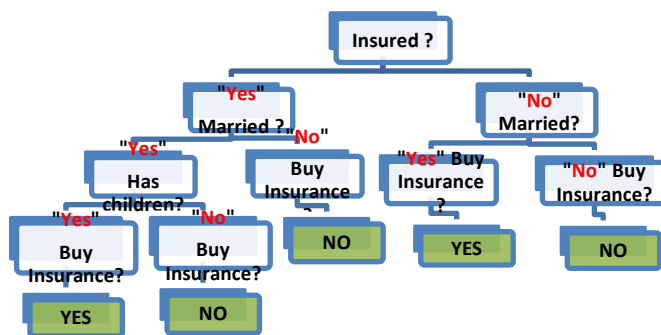 Insured ?
"Yes"
Married ?
"No"
Married?
"Yes"
Has
children?
"No"
Buy
Insurance
?
"Yes" Buy
Insurance
?
"No" Buy
Insurance?
"Yes"
Buy
Insurance?
"No"
Buy
Insurance?
NO
YES
NO
YES
NO